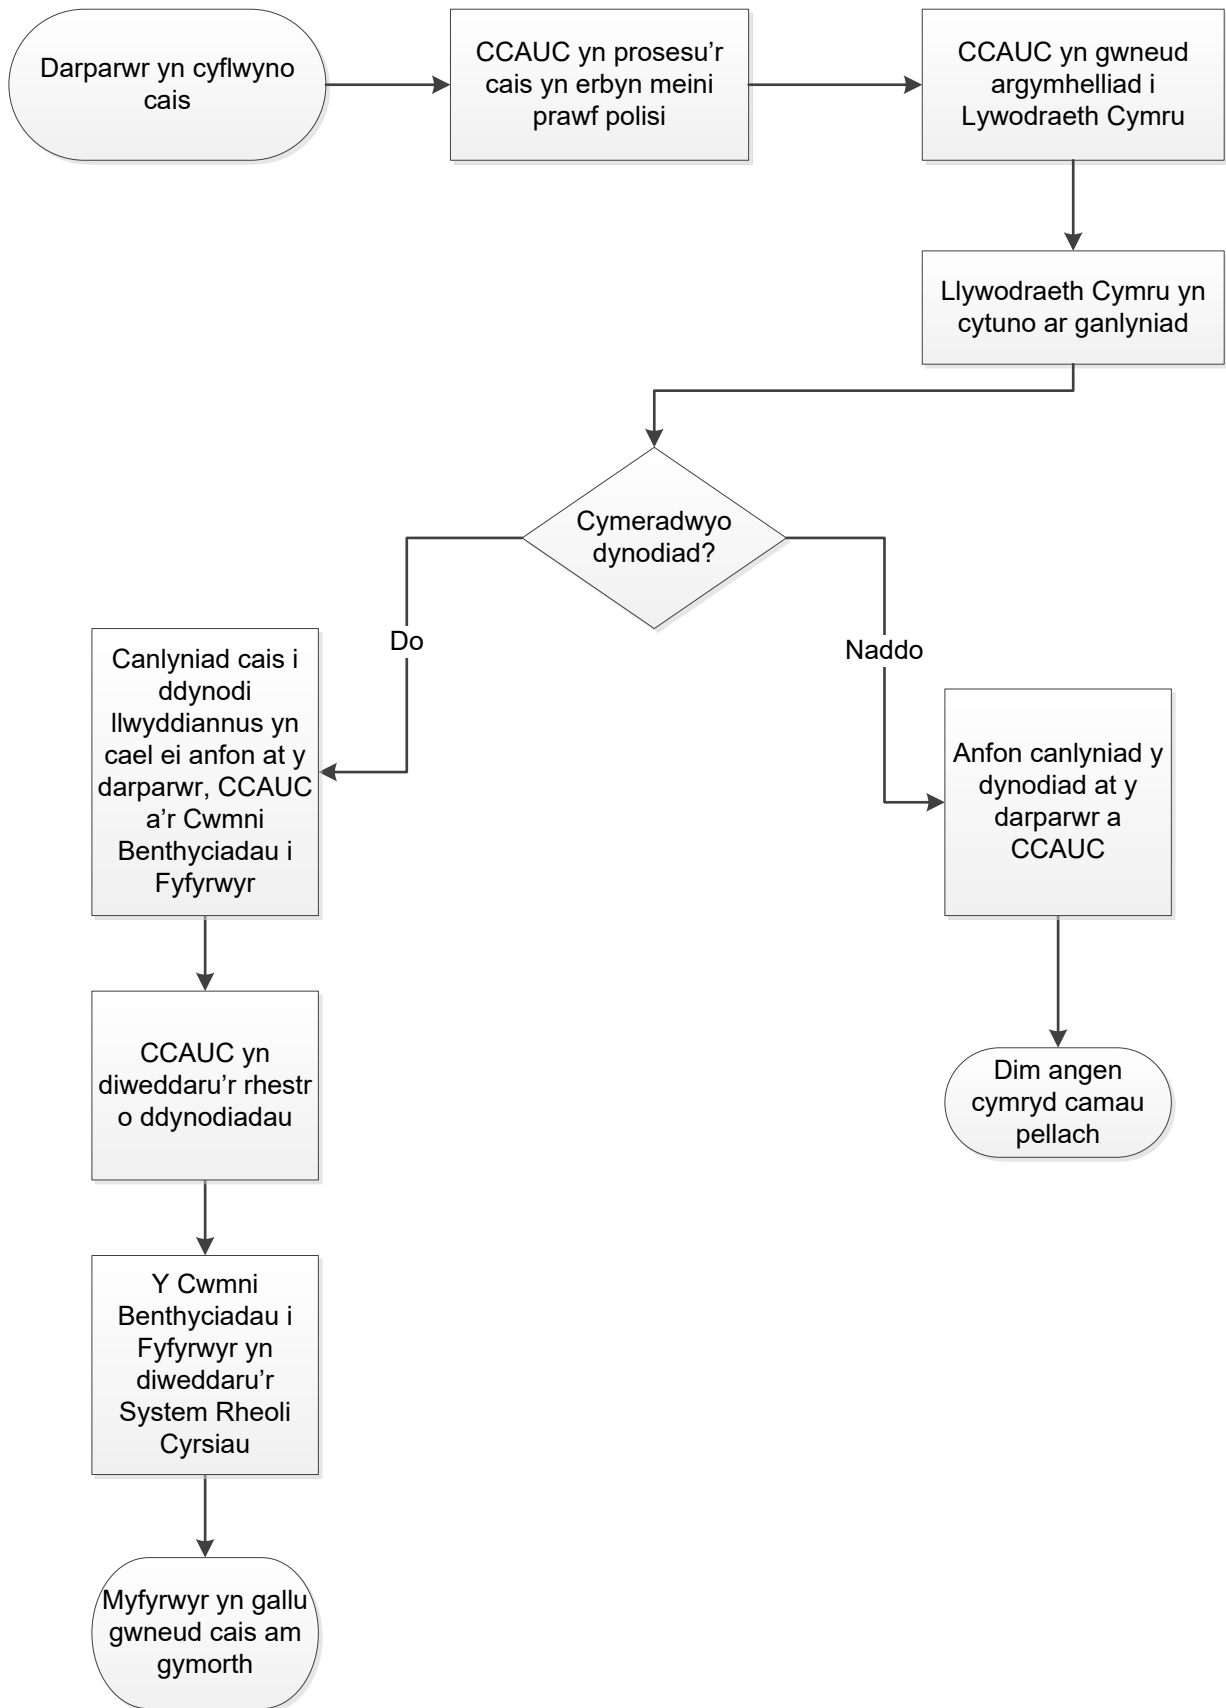 Darparwr yn cyflwyno
cais
CCAUC yn prosesu’r
cais yn erbyn meini
prawf polisi
CCAUC yn gwneud
argymhelliad i
Lywodraeth Cymru
Llywodraeth Cymru yn
cytuno ar ganlyniad
Cymeradwyo
dynodiad?
Do
Naddo
Canlyniad cais i
ddynodi
llwyddiannus yn
cael ei anfon at y
darparwr, CCAUC
a’r Cwmni
Benthyciadau i
Fyfyrwyr
Anfon canlyniad y
dynodiad at y
darparwr a
CCAUC
CCAUC yn
diweddaru’r rhestr
o ddynodiadau
Dim angen
cymryd camau
pellach
Y Cwmni
Benthyciadau i
Fyfyrwyr yn
diweddaru’r
System Rheoli
Cyrsiau
Myfyrwyr yn gallu
gwneud cais am
gymorth